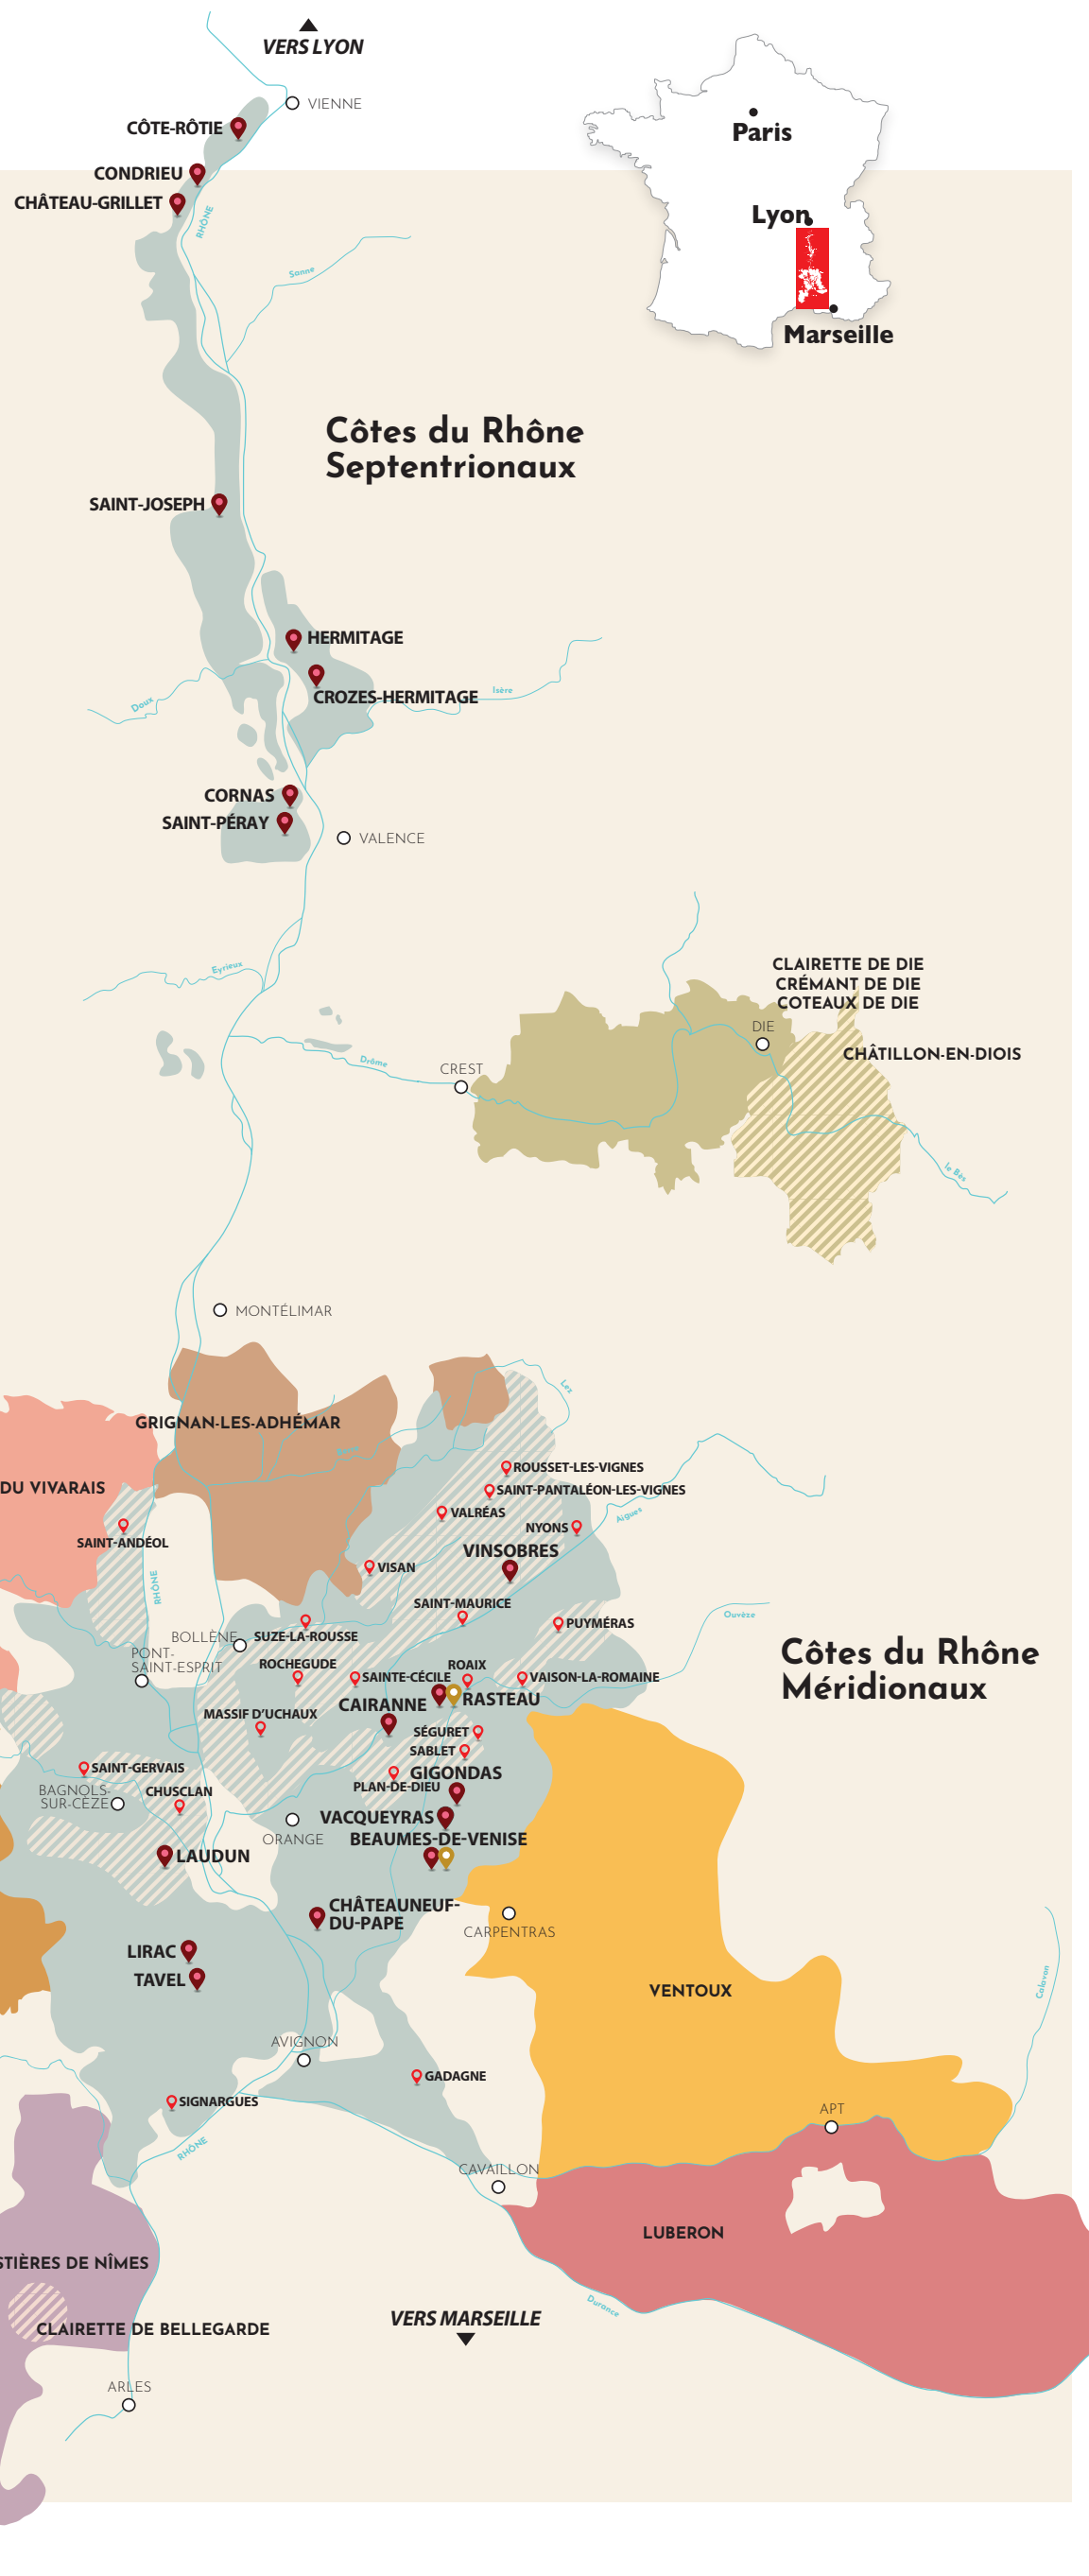 VERS LYON
VIENNE
CÔTE-RÔTIE
CONDRIEU
CHÂTEAU-GRILLET
RHÔNE
Sanne
Paris
Lyon
Marseille
Côtes du Rhône
Septentrionaux
SAINT-JOSEPH
HERMITAGE
CROZES-HERMITAGE
Isère
Doux
CORNAS
SAINT-PÉRAY
VALENCE
Eyrieux
CLAIRETTE DE DIE
CRÉMANT DE DIE
COTEAUX DE DIE
DIE
CHÂTILLON-EN-DIOIS
Drôme
CREST
le Bès
MONTÉLIMAR
Lez
GRIGNAN-LES-ADHÉMAR
ROUSSET-LES-VIGNES
DU VIVARAIS
SAINT-PANTALÉON-LES-VIGNES
VALRÉAS
Aigues
NYONS
SAINT-ANDÉOL
VINSOBRES
VISAN
RHÔNE
SAINT-MAURICE
Ouvèze
PUYMÉRAS
SUZE-LA-ROUSSE
BOLLÈNE
PONT-
SAINT-ESPRIT
ROCHEGUDE
ROAIX
SAINTE-CÉCILE
VAISON-LA-ROMAINE
Côtes du Rhône
Méridionaux
CAIRANNE
RASTEAU
MASSIF D'UCHAUX
SÉGURET
SABLET
SAINT-GERVAIS
GIGONDAS
PLAN-DE-DIEU
BAGNOLS-
SUR-CÈZE
CHUSCLAN
VACQUEYRAS
ORANGE
BEAUMES-DE-VENISE
LAUDUN
CHÂTEAUNEUF-
DU-PAPE
CARPENTRAS
LIRAC
TAVEL
VENTOUX
Calavon
AVIGNON
GADAGNE
SIGNARGUES
APT
RHÔNE
CAVAILLON
LUBERON
STIÈRES DE NÎMES
Durance
VERS MARSEILLE
CLAIRETTE DE BELLEGARDE
ARLES